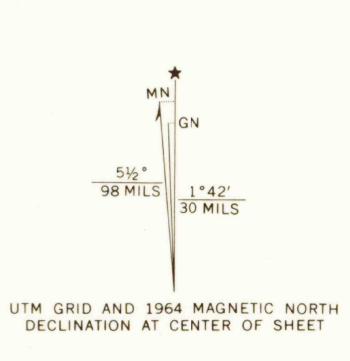 MN
GN
5½°
98 MILS
1°42'
30 MILS
UTM GRID AND 1964 MAGNETIC NORTH
DECLINATION AT CENTER OF SHEET